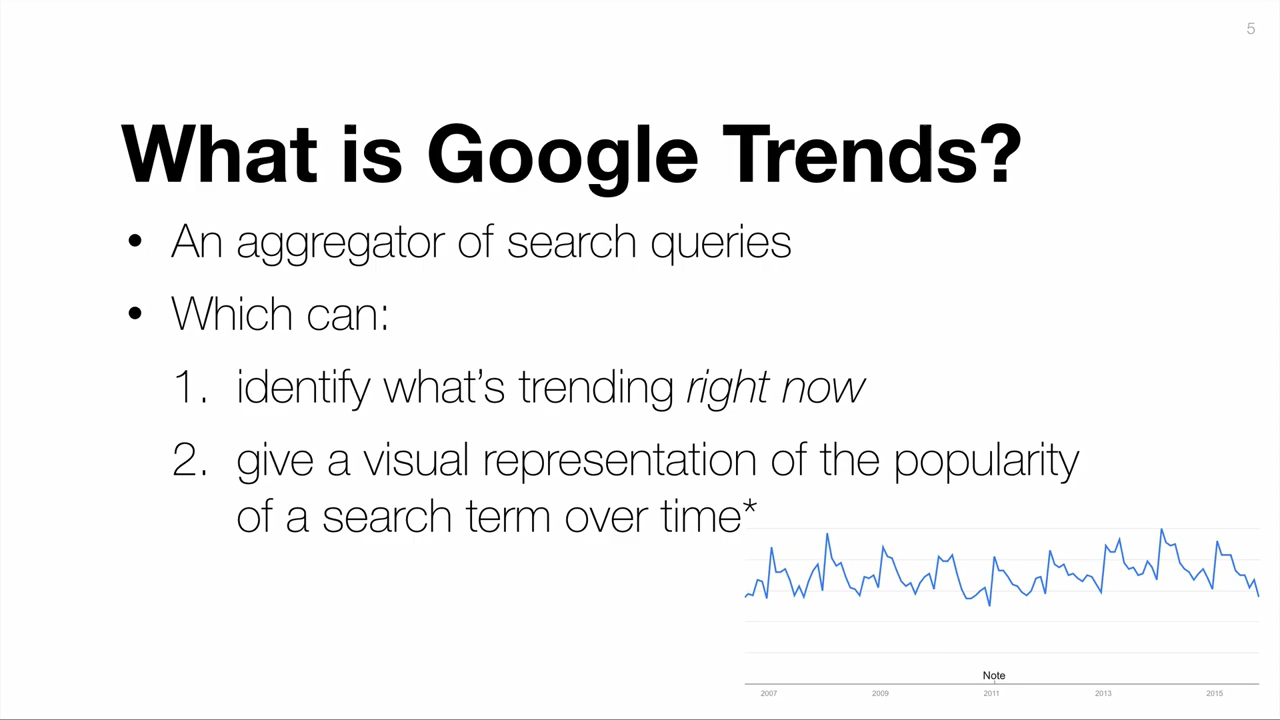 5
What is Google Trends?
• An aggregator of search queries
• Which can:
1. identify what’s trending right now
2. give a visual representation of the popularity
of a search term over time*
Note
2007 2009 2011 2013 2015